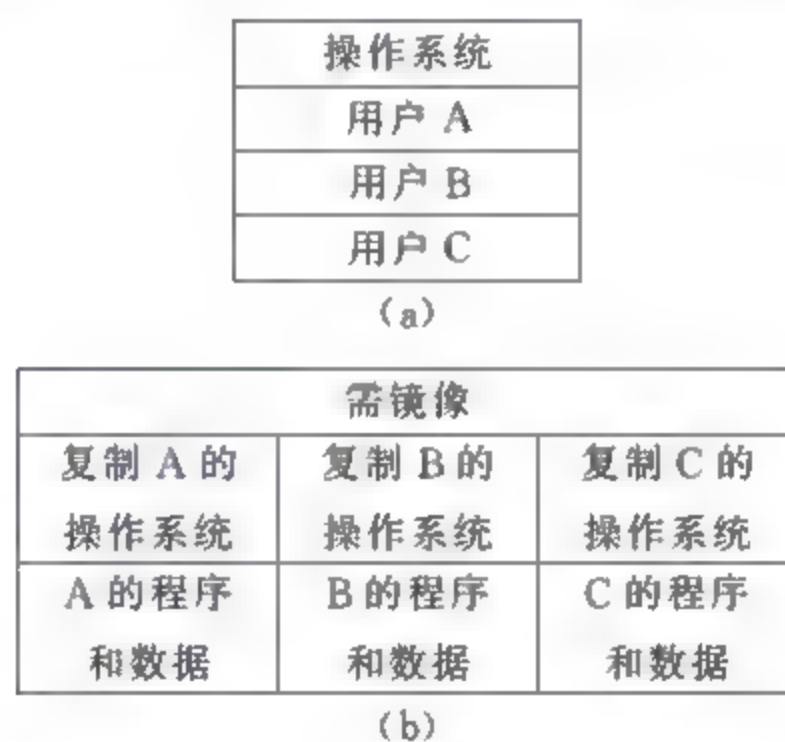 操作系统
用户 A
用户 B
用户 C
(a)
需镜像
复制 A 的 复制 B 的 复制 C 的
操作系统 操作系统 操作系统
A 的程序 B 的程序 C 的程序
和数据 和数据 和数据
(b)